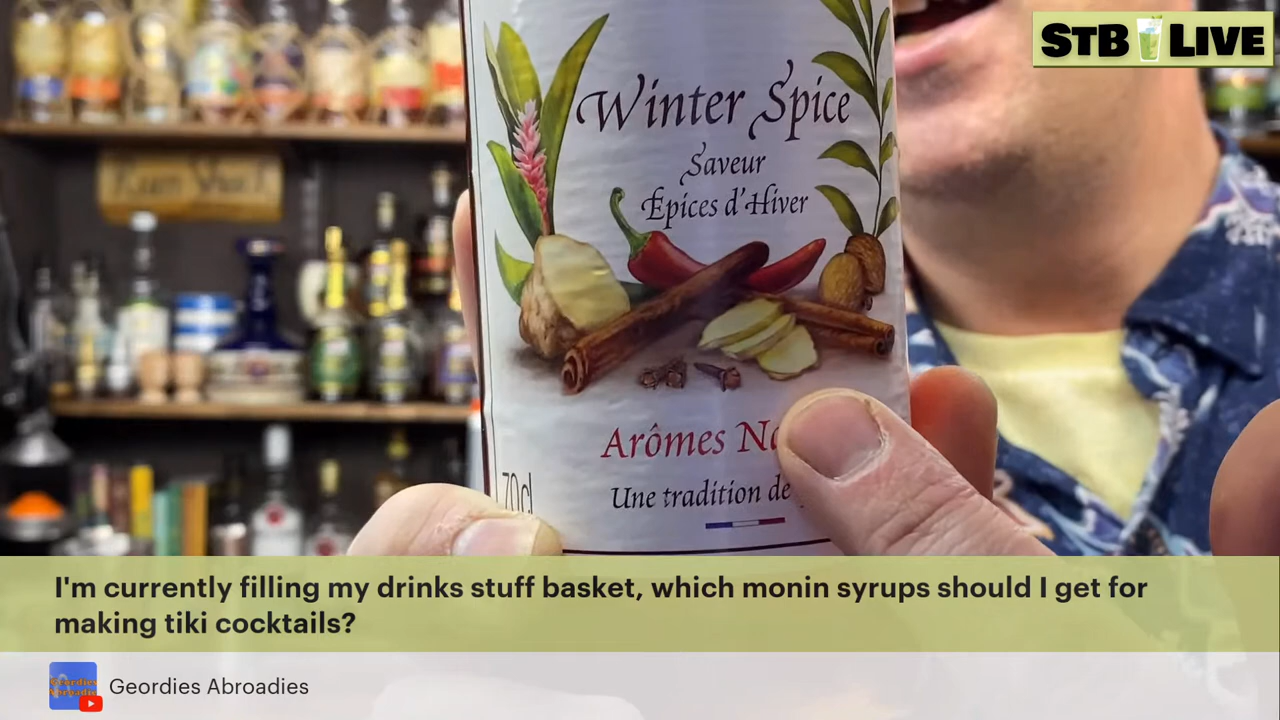 STB LIVE
Winter Spice
Saveur
Épices d'Hiver
Arômes
Une tradition de
70cl
I'm currently filling my drinks stuff basket, which monin syrups should I get for
making tiki cocktails?
Geordies Abroadies